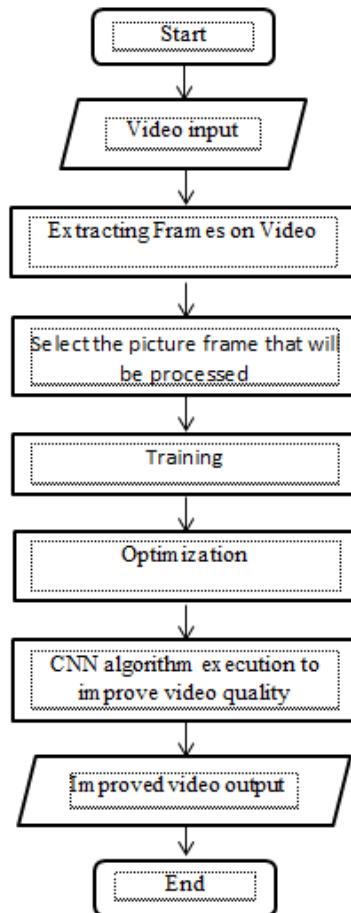 Start
Video input
Extracting Frames on Video
Select the picture frame that will
be processed
Training
Optimization
CNN algorithm execution to
improve video quality
Improved video output
End